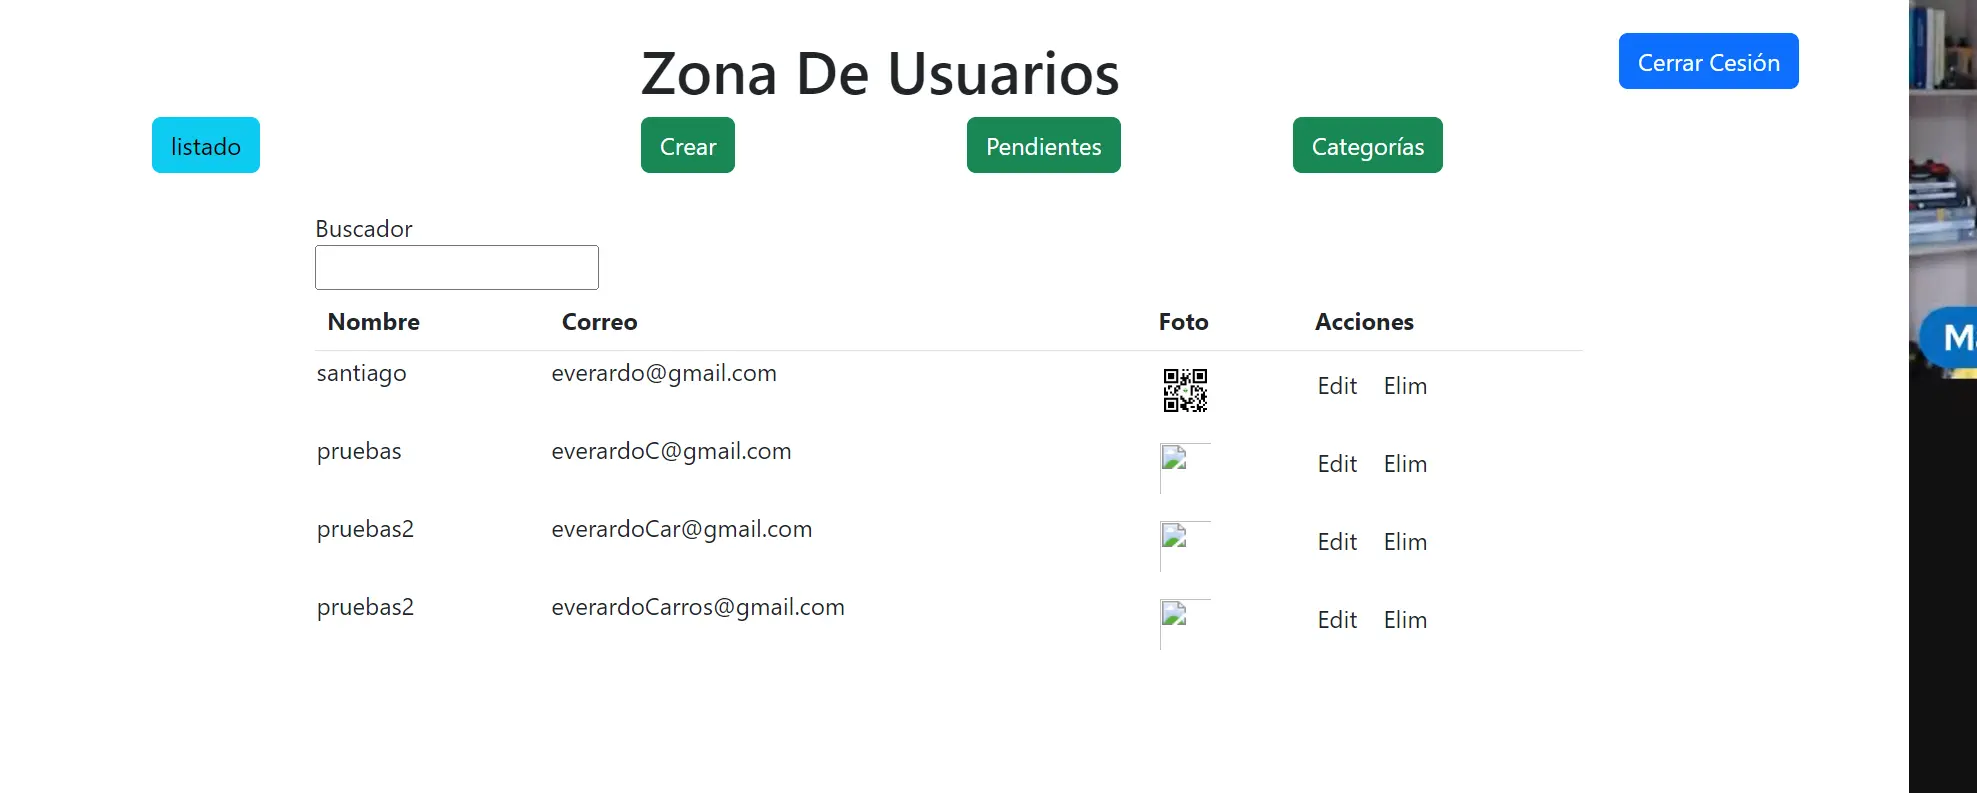 Zona De Usuarios
Cerrar Cesión
listado
Crear
Pendientes
Categorías
Buscador
Nombre Correo Foto Acciones
santiago everardo@gmail.com Edit Elim
pruebas everardoC@gmail.com Edit Elim
pruebas2 everardoCar@gmail.com Edit Elim
pruebas2 everardoCarros@gmail.com Edit Elim